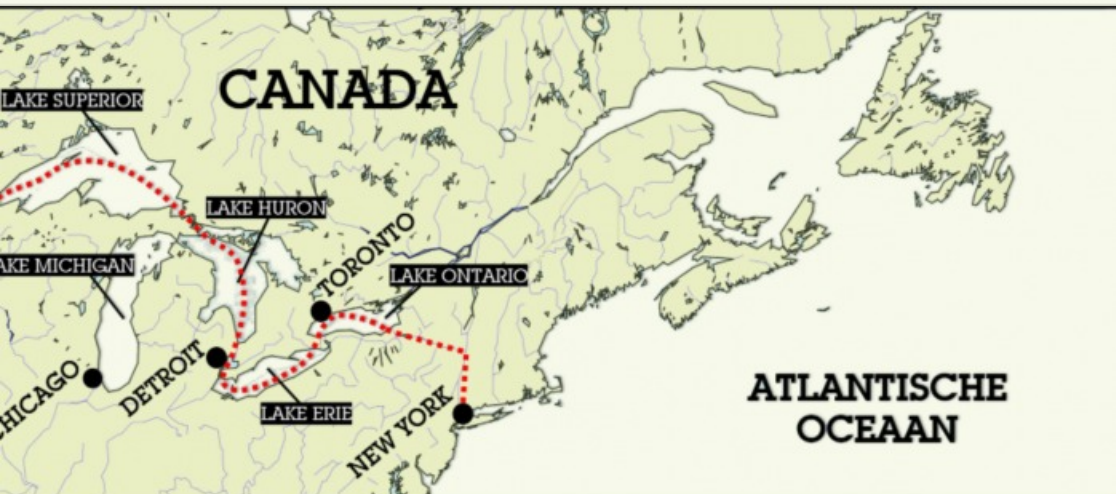 CANADA
LAKE SUPERIOR
LAKE HURON
TORONTO
LAKE MICHIGAN
LAKE ONTARIO
DETROIT
CHICAGO
LAKE ERIE
NEW YORK
ATLANTISCHE
OCEAAN